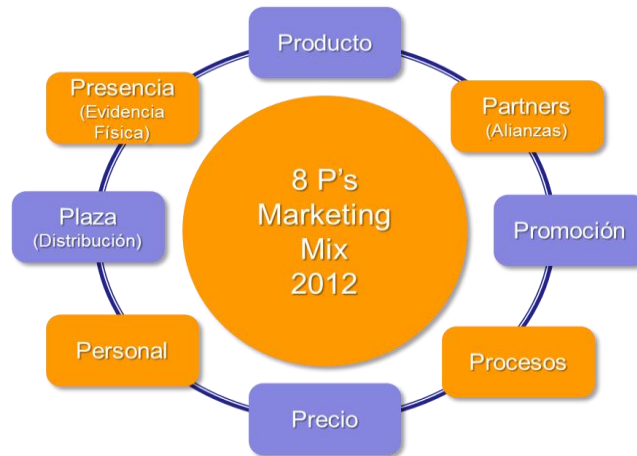 Producto
Presencia
(Evidencia
Física)
Partners
(Alianzas)
8 P's
Marketing
Mix
2012
Plaza
(Distribución)
Promoción
Personal
Procesos
Precio